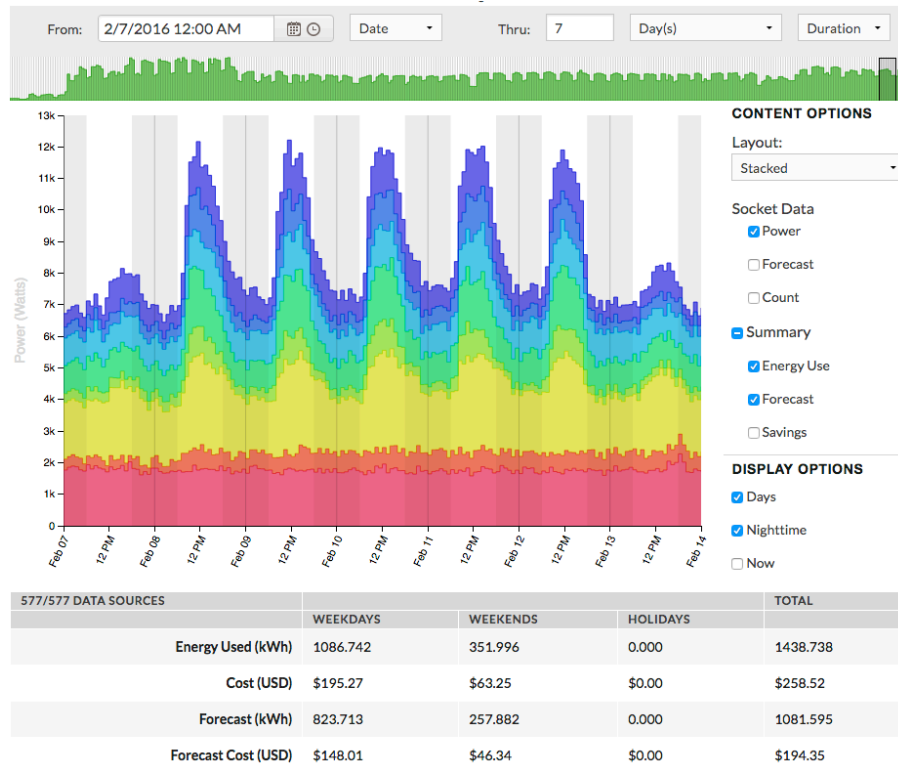 From: 2/7/2016 12:00 AM Date Thru: 7 Day(s) Duration
13k
12k
11k
10k
9k
8k
7k
6k
5k
4k
3k
2k
1k
0
Power (Watts)
Feb 07 12 PM Feb 08 12 PM Feb 09 12 PM Feb 10 12 PM Feb 11 12 PM Feb 12 12 PM Feb 13 12 PM Feb 14
CONTENT OPTIONS
Layout:
Stacked
Socket Data
Power
Forecast
Count
Summary
Energy Use
Forecast
Savings
DISPLAY OPTIONS
Days
Nighttime
Now
577/577 DATA SOURCES TOTAL
WEEKDAYS WEEKENDS HOLIDAYS
Energy Used (kWh) 1086.742 351.996 0.000 1438.738
Cost (USD) $195.27 $63.25 $0.00 $258.52
Forecast (kWh) 823.713 257.882 0.000 1081.595
Forecast Cost (USD) $148.01 $46.34 $0.00 $194.35